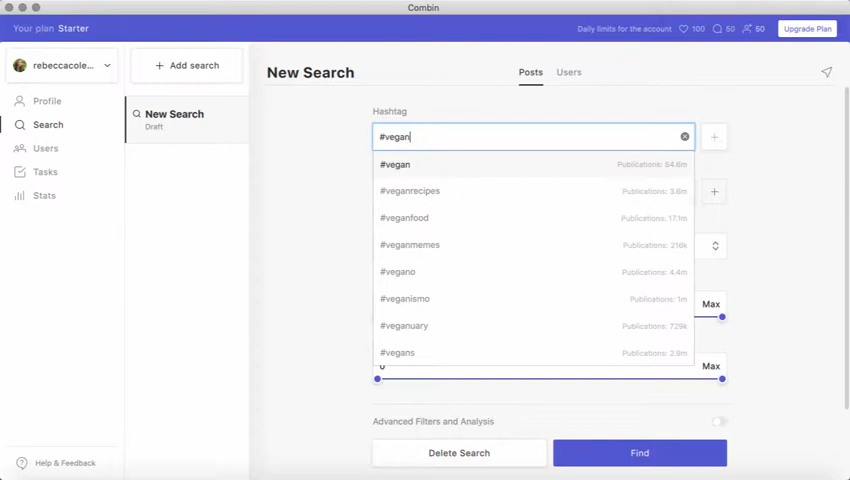 Combin
Your plan Starter
Daily limits for the account 100 50 50 Upgrade Plan
rebeccacole...
Add search
New Search
Posts
Users
Profile
Search
Users
Tasks
Stats
New Search
Draft
Hashtag
#vegan
#vegan Publications: 54.6m
#veganrecipes Publications: 3.6m
#veganfood Publications: 17.1m
#veganmemes Publications: 216k
#vegano Publications: 4.4m
#veganismo Publications: 1m
#veganuary Publications: 729k
#vegans Publications: 2.9m
Max
0 Max
Advanced Filters and Analysis
Delete Search
Find
Help & Feedback